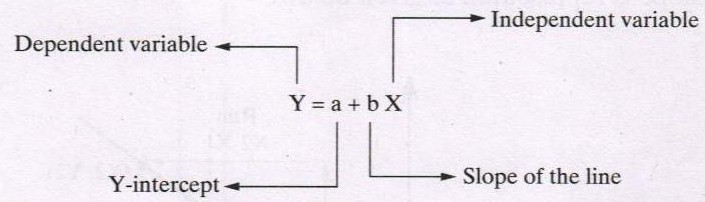 Independent variable
Dependent variable
Y = a + b X
Y-intercept
Slope of the line